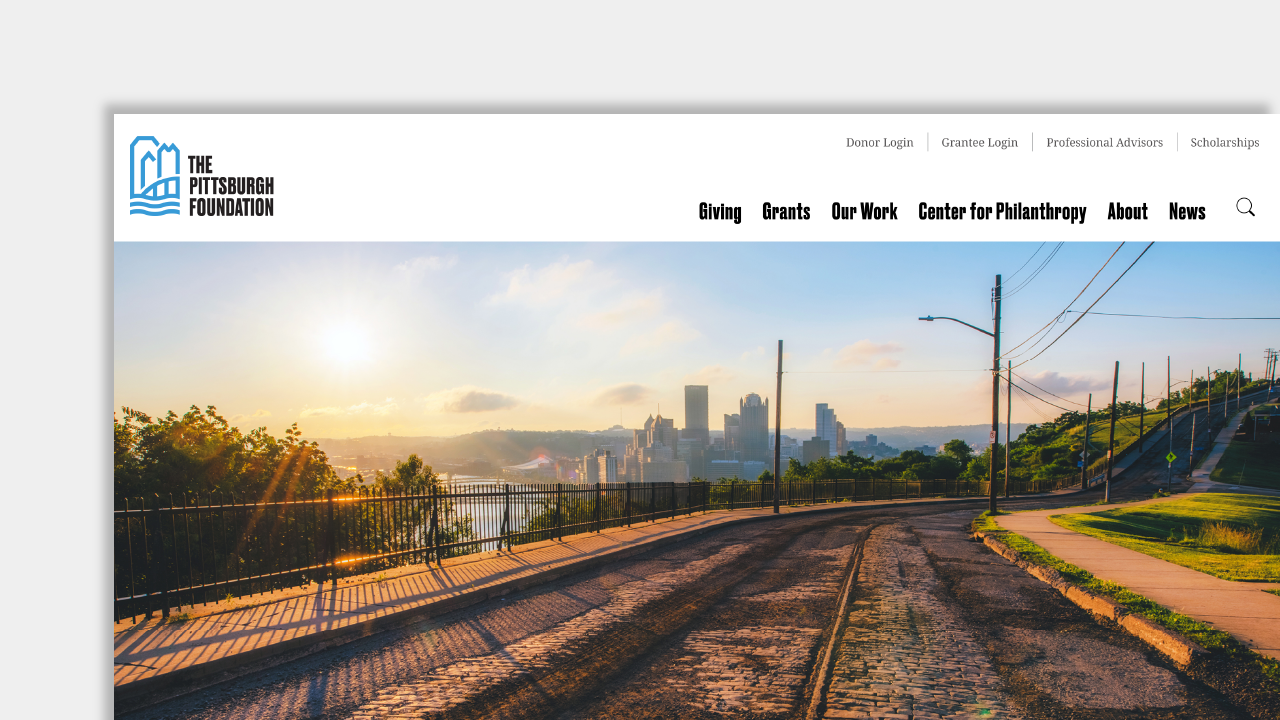 THE
PITTSBURGH
FOUNDATION
Donor Login
Grantee Login
Professional Advisors
Scholarships
Giving
Grants
Our Work
Center for Philanthropy
About
News